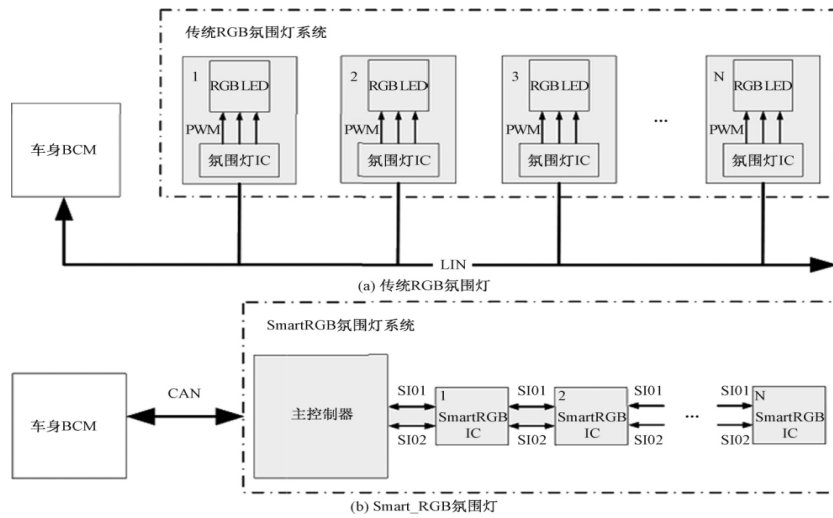 传统RGB氛围灯系统
1
RGB LED
PWM
氛围灯IC
2
RGB LED
PWM
氛围灯IC
3
RGB LED
PWM
氛围灯IC
...
N
RGB LED
PWM
氛围灯IC
车身BCM
LIN
(a) 传统RGB氛围灯
SmartRGB氛围灯系统
车身BCM
CAN
主控制器
SI01
SI02
1
SmartRGB
IC
SI01
SI02
2
SmartRGB
IC
SI01
SI02
...
SI01
SI02
N
SmartRGB
IC
(b) Smart_RGB氛围灯